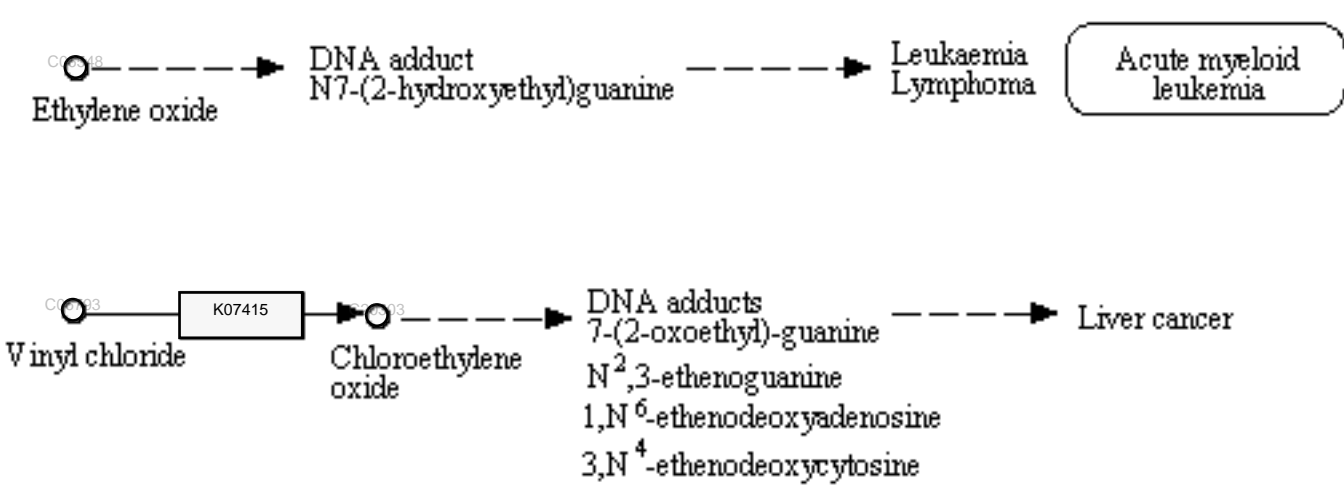 Ethylene oxide
DNA adduct
N7-(2-hydroxyethyl)guanine
Leukaemia
Lymphoma
Acute myeloid
leukemia
Vinyl chloride
K07415
Chloroethylene
oxide
DNA adducts
7-(2-oxoethyl)-guanine
N²,3-ethenoguanine
1,N⁶-ethenodeoxyadenosine
3,N⁴-ethenodeoxycytosine
Liver cancer